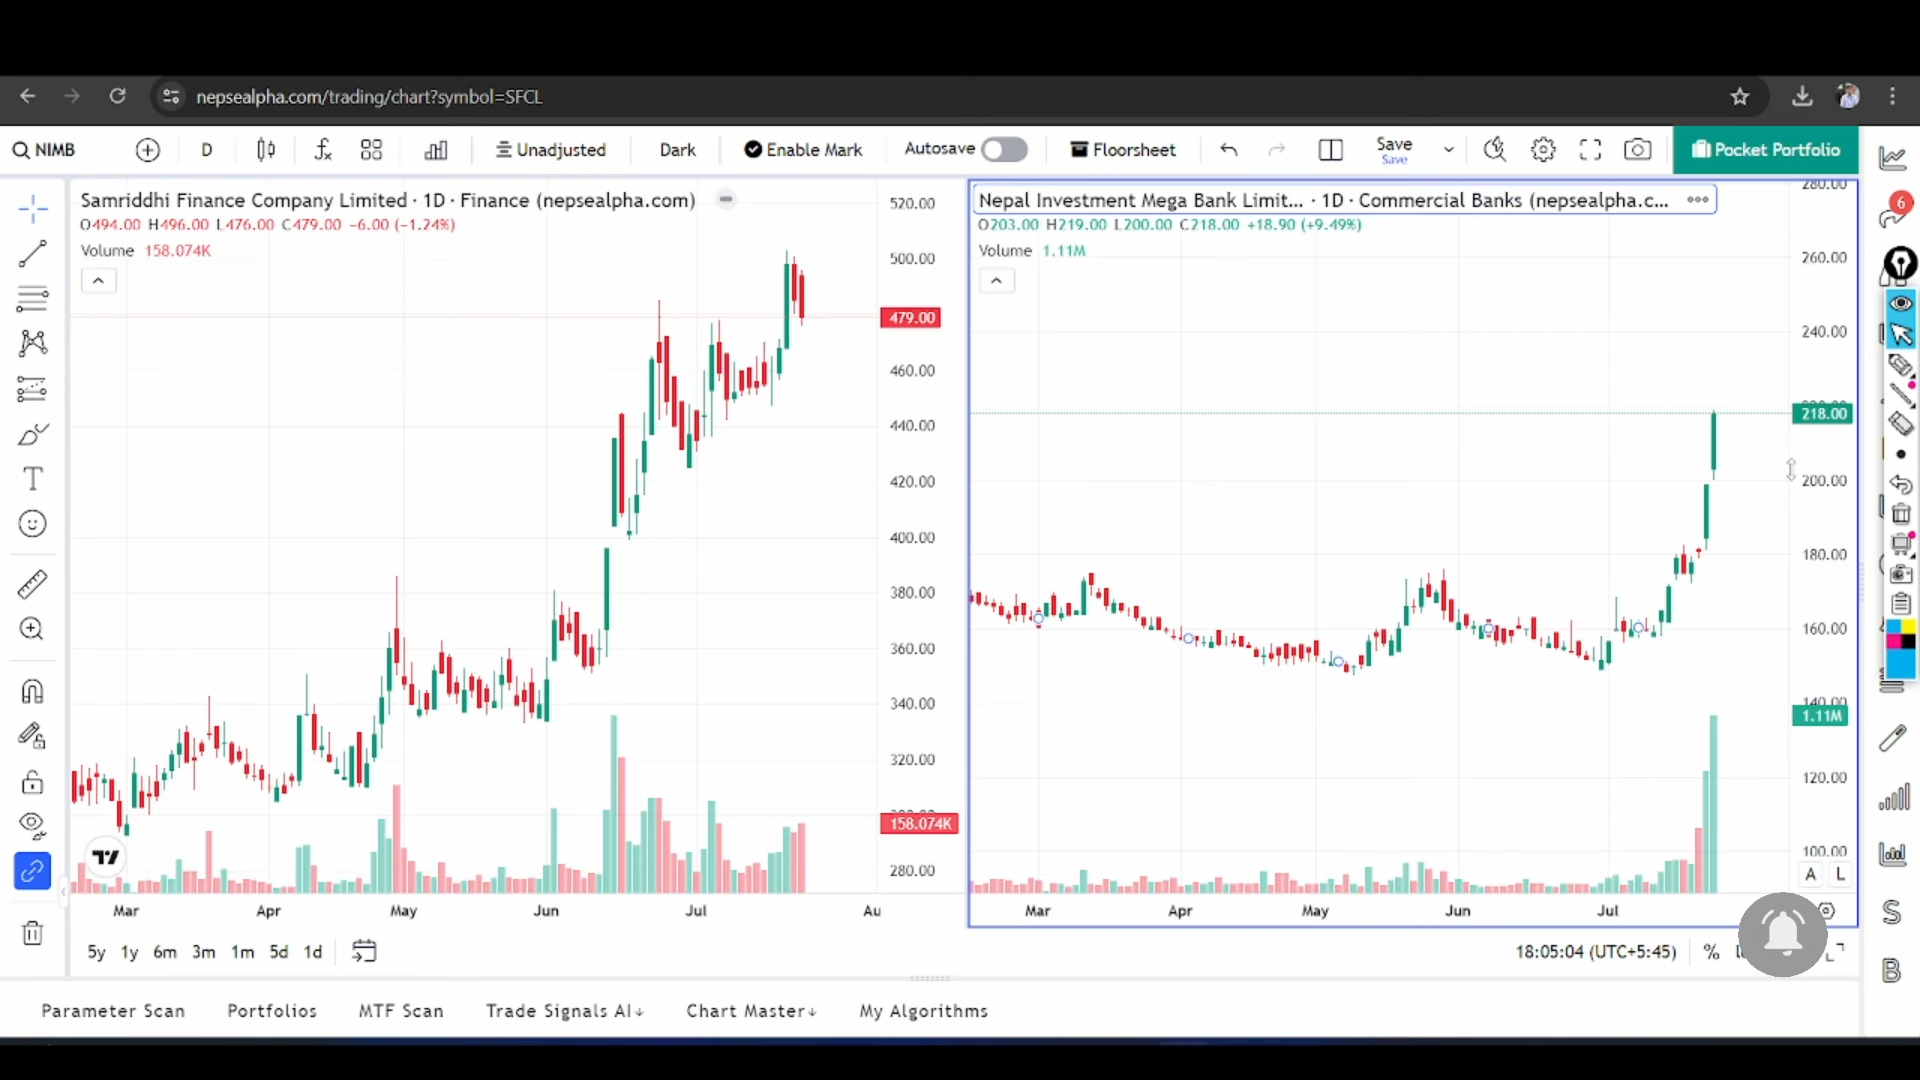 nepsealpha.com/trading/chart?symbol=SFCL
NIMB
D
Unadjusted
Dark
Enable Mark
Autosave
Floorsheet
Save
Save
Pocket Portfolio
Samriddhi Finance Company Limited · 1D · Finance (nepsealpha.com)
O494.00 H496.00 L476.00 C479.00 -6.00 (-1.24%)
Volume 158.074K
520.00
500.00
479.00
460.00
440.00
420.00
400.00
380.00
360.00
340.00
320.00
158.074K
280.00
Mar
Apr
May
Jun
Jul
Au
Nepal Investment Mega Bank Limit... · 1D · Commercial Banks (nepsealpha.c...
O203.00 H219.00 L200.00 C218.00 +18.90 (+9.49%)
Volume 1.11M
280.00
260.00
240.00
218.00
200.00
180.00
160.00
140.00
1.11M
120.00
100.00
A L
Mar
Apr
May
Jun
Jul
6
S
B
5y 1y 6m 3m 1m 5d 1d
18:05:04 (UTC+5:45)
%
Parameter Scan
Portfolios
MTF Scan
Trade Signals AI↓
Chart Master↓
My Algorithms